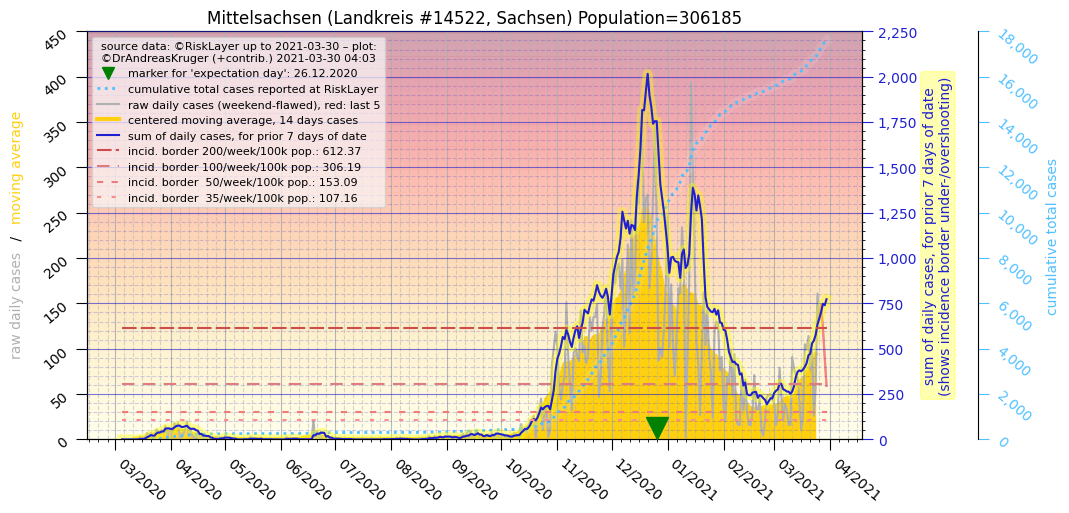 Mittelsachsen (Landkreis #14522, Sachsen) Population=306185
source data: ©RiskLayer up to 2021-03-30 – plot:
©DrAndreasKruger (+contrib.) 2021-03-30 04:03
marker for 'expectation day': 26.12.2020
cumulative total cases reported at RiskLayer
raw daily cases (weekend-flawed), red: last 5
centered moving average, 14 days cases
sum of daily cases, for prior 7 days of date
incid. border 200/week/100k pop.: 612.37
incid. border 100/week/100k pop.: 306.19
incid. border  50/week/100k pop.: 153.09
incid. border  35/week/100k pop.: 107.16
raw daily cases / moving average
450
400
350
300
250
200
150
100
50
0
03/2020
04/2020
05/2020
06/2020
07/2020
08/2020
09/2020
10/2020
11/2020
12/2020
01/2021
02/2021
03/2021
04/2021
2,250
2,000
1,750
1,500
1,250
1,000
750
500
250
0
sum of daily cases, for prior 7 days of date
(shows incidence border under-/overshooting)
18,000
16,000
14,000
12,000
10,000
8,000
6,000
4,000
2,000
0
cumulative total cases